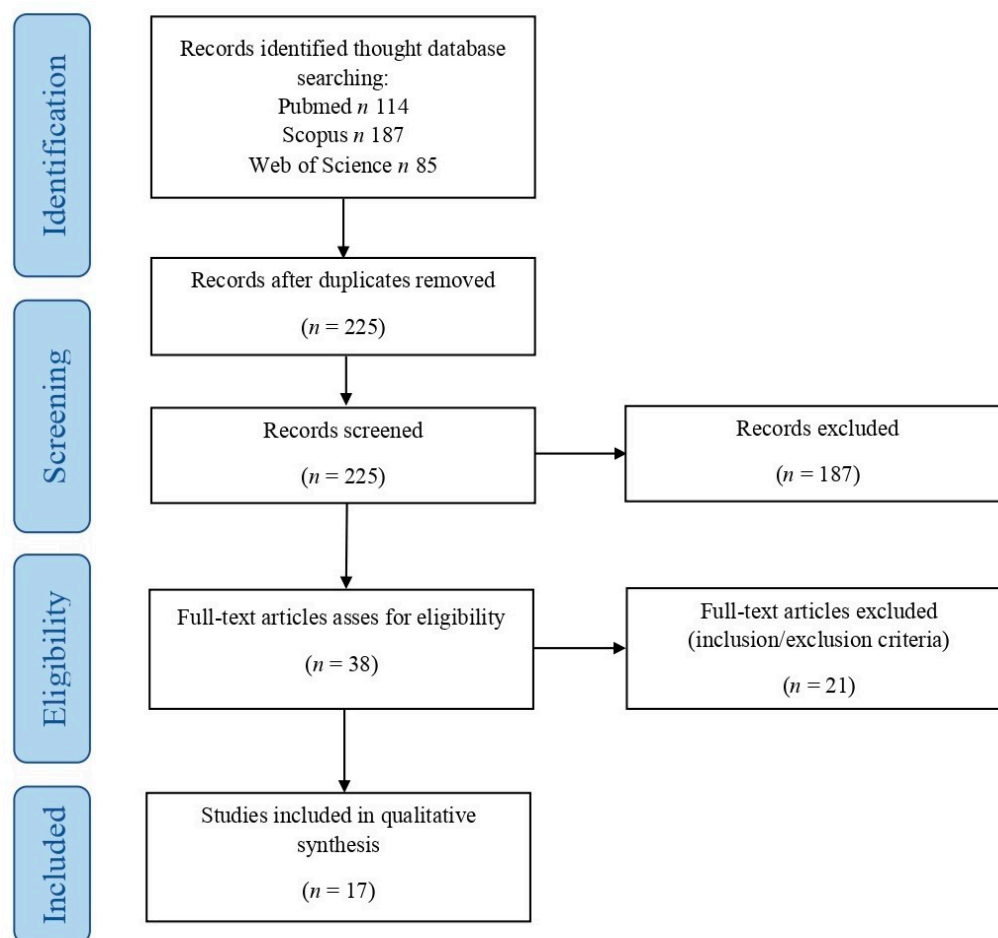 Identification
Records identified thought database
searching:
Pubmed n 114
Scopus n 187
Web of Science n 85
Records after duplicates removed
(n = 225)
Screening
Records screened
(n = 225)
Records excluded
(n = 187)
Eligibility
Full-text articles asses for eligibility
(n = 38)
Full-text articles excluded
(inclusion/exclusion criteria)
(n = 21)
Included
Studies included in qualitative
synthesis
(n = 17)